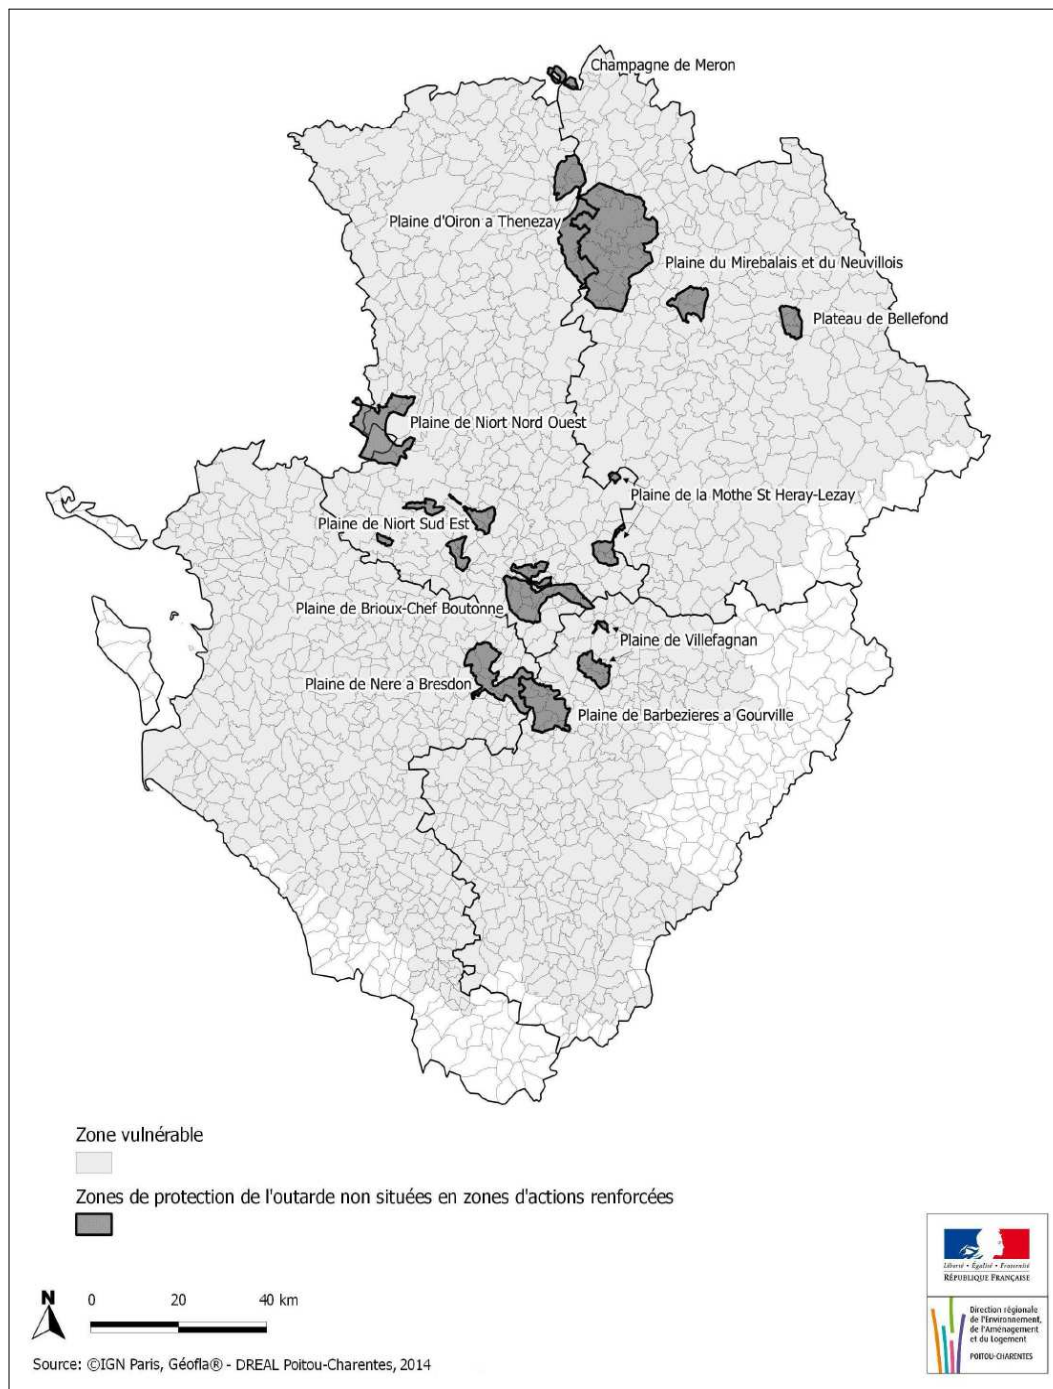 Champagne de Meron
Plaine d'Oiron a Thenezay
Plaine du Mirebalais et du Neuvillois
Plateau de Bellefond
Plaine de Niort Nord Ouest
Plaine de la Mothe St Heray-Lezay
Plaine de Niort Sud Est
Plaine de Brioux-Chef Boutonne
Plaine de Villefagnan
Plaine de Nere a Bresdon
Plaine de Barbezieres a Gourville
Zone vulnérable
Zones de protection de l'outarde non situées en zones d'actions renforcées
N
0 20 40 km
Source: ©IGN Paris, Géofla® - DREAL Poitou-Charentes, 2014
Liberté • Égalité • Fraternité
RÉPUBLIQUE FRANÇAISE
Direction régionale
de l'Environnement,
de l'Aménagement
et du Logement
POITOU-CHARENTES